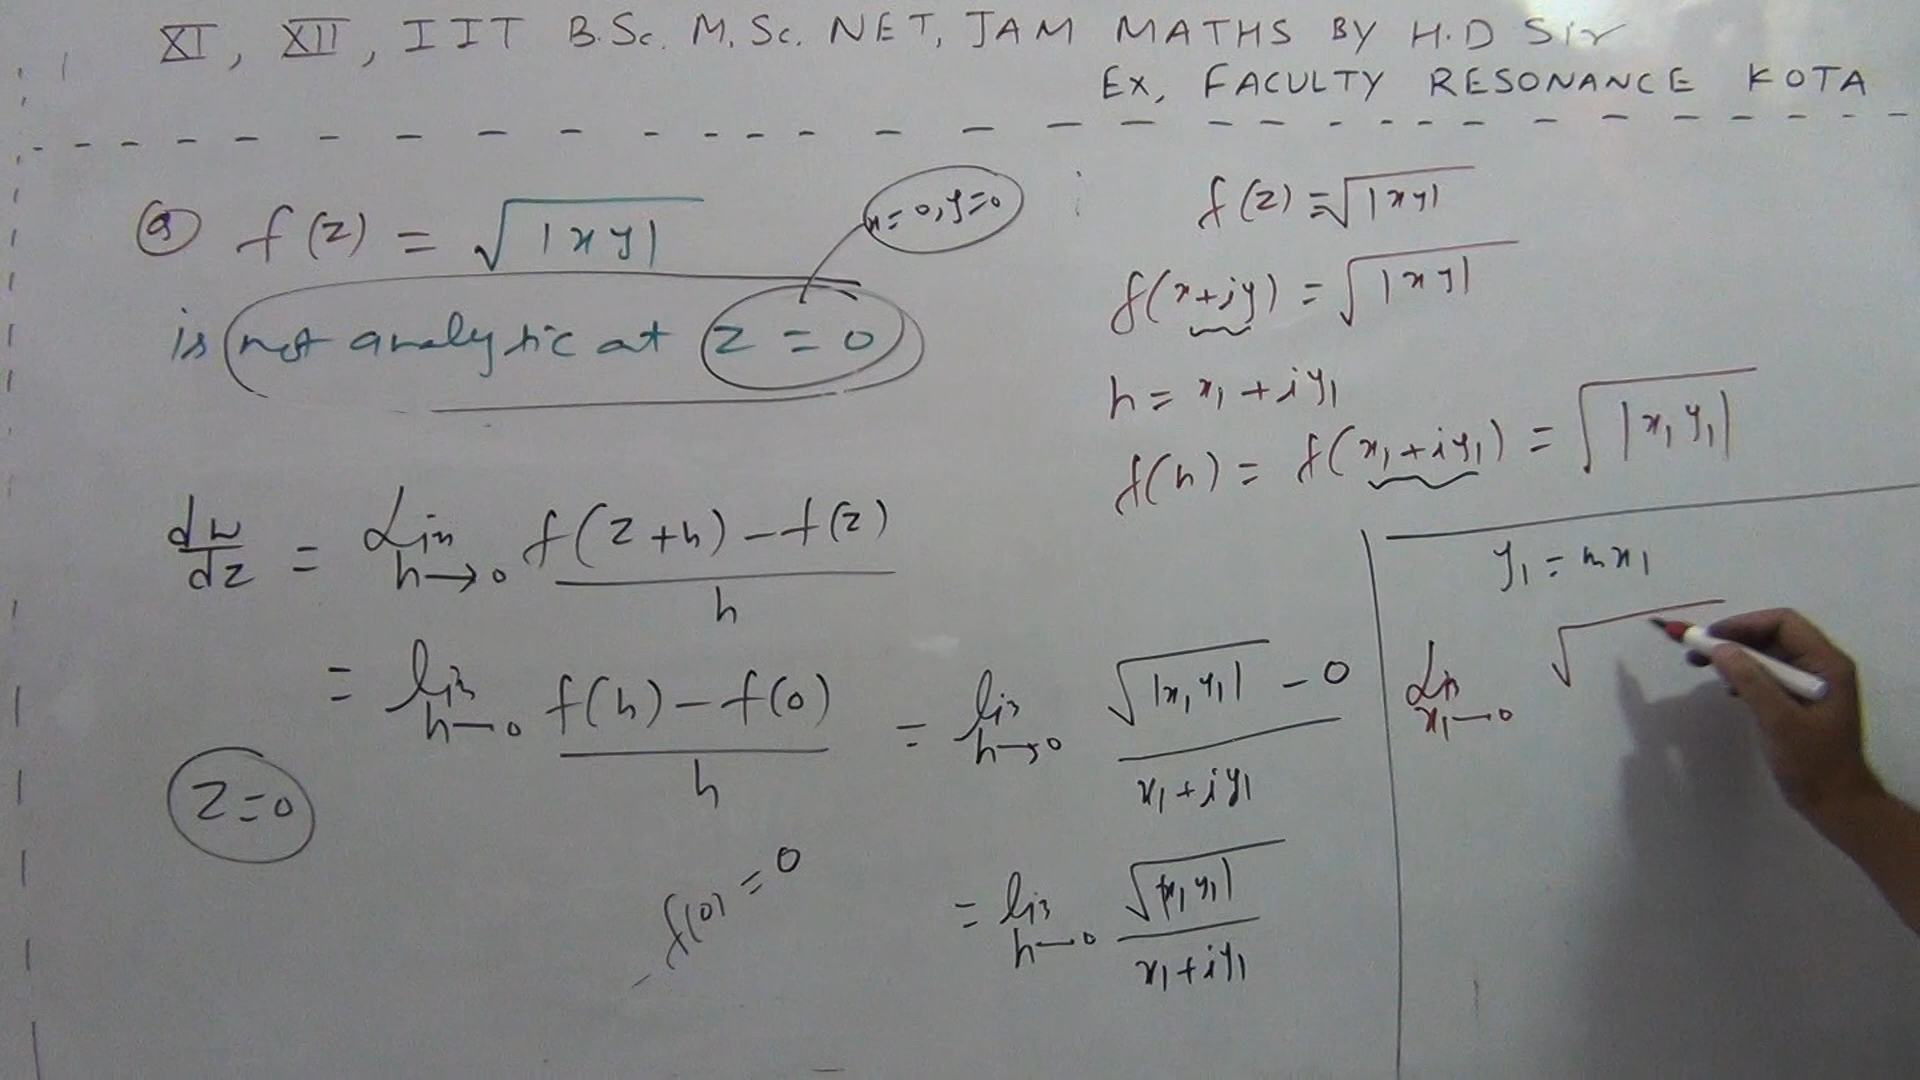 XI, XII, IIT B.Sc. M.Sc. NET, JAM MATHS BY H.D Sir
EX, FACULTY RESONANCE KOTA
Q f(z) = √|xy|
is not analytic at z = 0
x=0, y=0
dw/dz = Lim h→0 f(z+h) – f(z) / h
= lim h→0 f(h) – f(0) / h = lim h→0 √|x₁y₁| – 0 / x₁+iy₁
z=0
f(0) = 0
= lim h→0 √|x₁y₁| / x₁+iy₁
f(z) = √|xy|
f(x+iy) = √|xy|
h = x₁ + iy₁
f(h) = f(x₁+iy₁) = √|x₁y₁|
y₁ = mx₁
Lim x₁→0 √